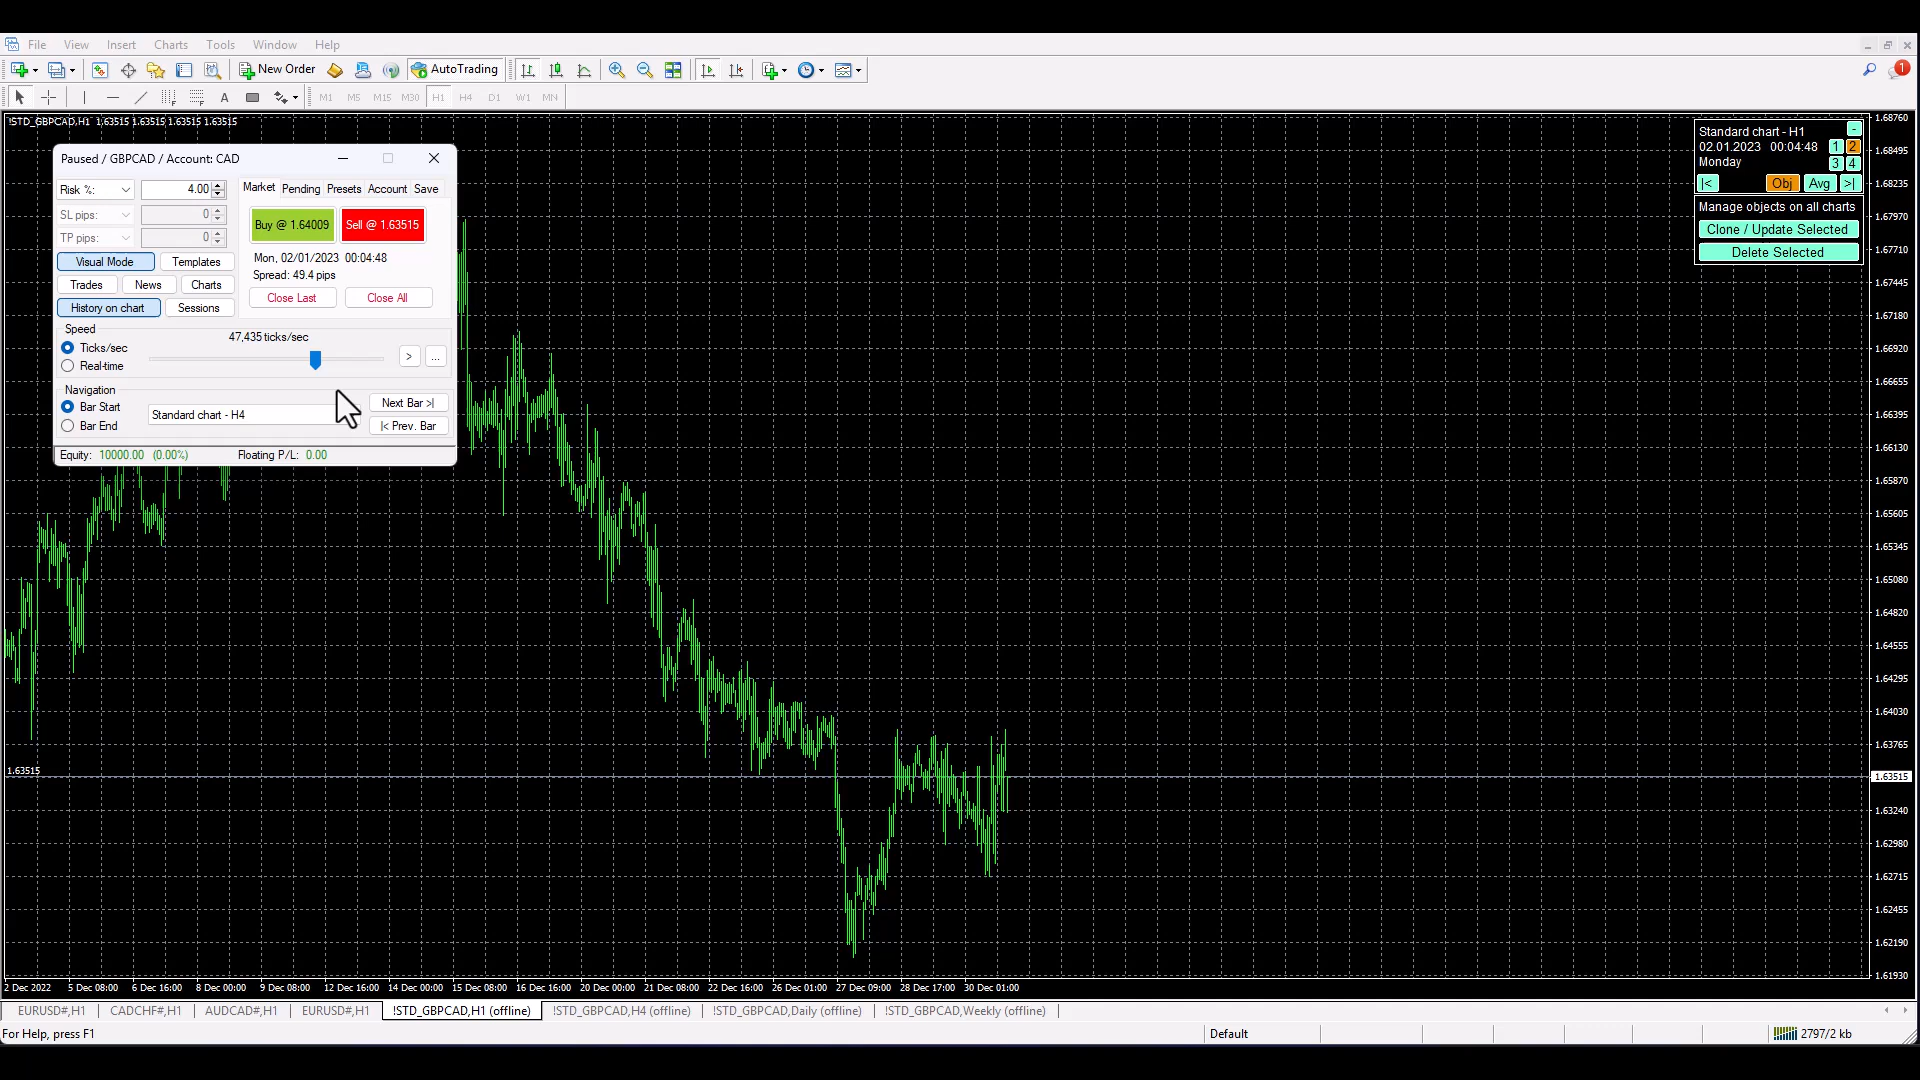 File View Insert Charts Tools Window Help
New Order AutoTrading 1
A M1 M5 M15 M30 H1 H4 D1 W1 MN
!STD_GBPCAD,H1 1.63515 1.63515 1.63515 1.63515
Paused / GBPCAD / Account: CAD
Risk %: 4.00
SL pips: 0
TP pips: 0
Visual Mode Templates
Trades News Charts
History on chart Sessions
Market Pending Presets Account Save
Buy @ 1.64009 Sell @ 1.63515
Mon, 02/01/2023 00:04:48
Spread: 49.4 pips
Close Last Close All
Speed
47,435 ticks/sec
Ticks/sec
Real-time
> ...
Navigation
Bar Start
Bar End
Standard chart - H4
Next Bar >|
|< Prev. Bar
Equity: 10000.00 (0.00%) Floating P/L: 0.00
Standard chart - H1 -
02.01.2023 00:04:48 1 2
Monday 3 4
|< Obj Avg >|
Manage objects on all charts
Clone / Update Selected
Delete Selected
1.68760
1.68495
1.68235
1.67970
1.67710
1.67445
1.67180
1.66920
1.66655
1.66395
1.66130
1.65870
1.65605
1.65345
1.65080
1.64820
1.64555
1.64295
1.64030
1.63765
1.63515
1.63515
1.63240
1.62980
1.62715
1.62455
1.62190
1.61930
2 Dec 2022 5 Dec 08:00 6 Dec 16:00 8 Dec 00:00 9 Dec 08:00 12 Dec 16:00 14 Dec 00:00 15 Dec 08:00 16 Dec 16:00 20 Dec 00:00 21 Dec 08:00 22 Dec 16:00 26 Dec 01:00 27 Dec 09:00 28 Dec 17:00 30 Dec 01:00
EURUSD#,H1 CADCHF#,H1 AUDCAD#,H1 EURUSD#,H1 !STD_GBPCAD,H1 (offline) !STD_GBPCAD,H4 (offline) !STD_GBPCAD,Daily (offline) !STD_GBPCAD,Weekly (offline)
For Help, press F1 Default 2797/2 kb